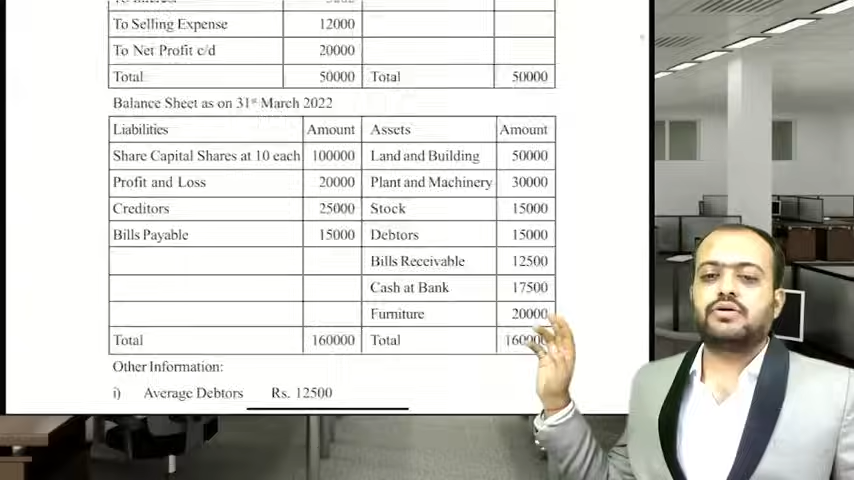 To Selling Expense 12000
To Net Profit c/d 20000
Total 50000 Total 50000
Balance Sheet as on 31st March 2022
Liabilities Amount Assets Amount
Share Capital Shares at 10 each 100000 Land and Building 50000
Profit and Loss 20000 Plant and Machinery 30000
Creditors 25000 Stock 15000
Bills Payable 15000 Debtors 15000
Bills Receivable 12500
Cash at Bank 17500
Furniture 20000
Total 160000 Total 160000
Other Information:
i) Average Debtors Rs. 12500